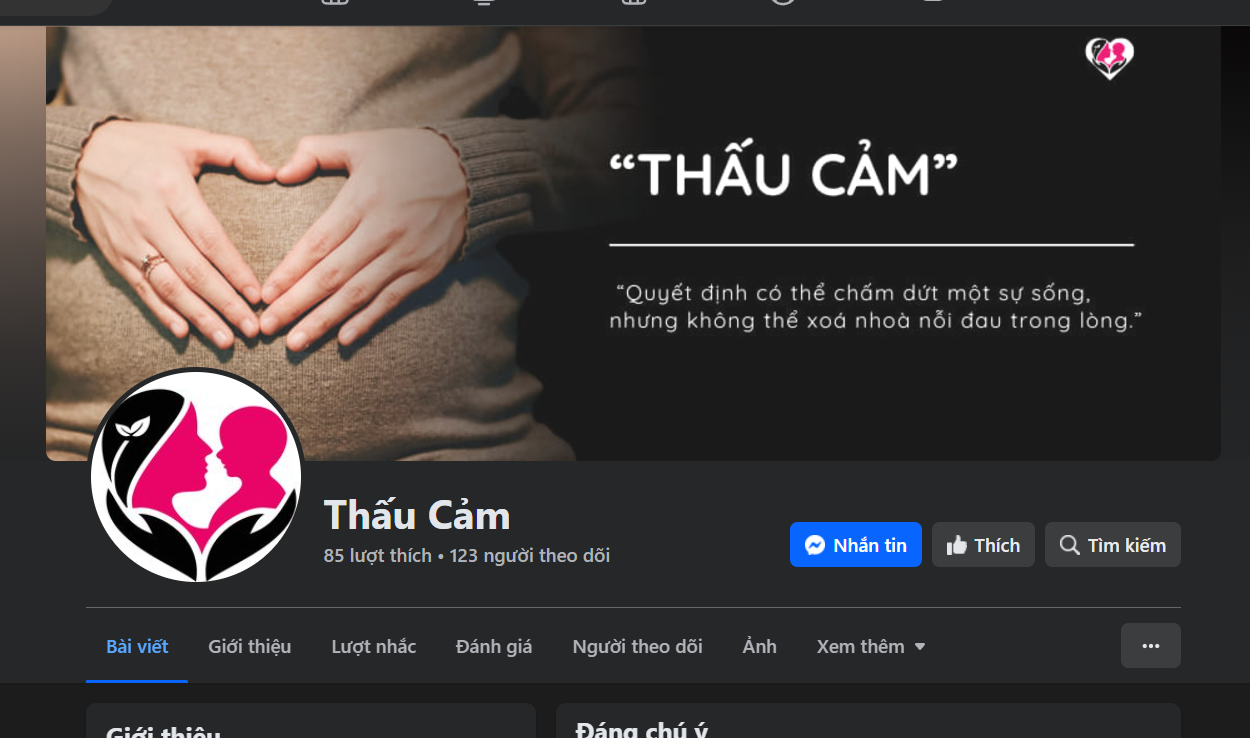 “THẤU CẢM”
“Quyết định có thể chấm dứt một sự sống,
nhưng không thể xoá nhoà nỗi đau trong lòng.”
Thấu Cảm
85 lượt thích • 123 người theo dõi
Nhắn tin
Thích
Tìm kiếm
Bài viết
Giới thiệu
Lượt nhắc
Đánh giá
Người theo dõi
Ảnh
Xem thêm
Giới thiệu
Đáng chú ý